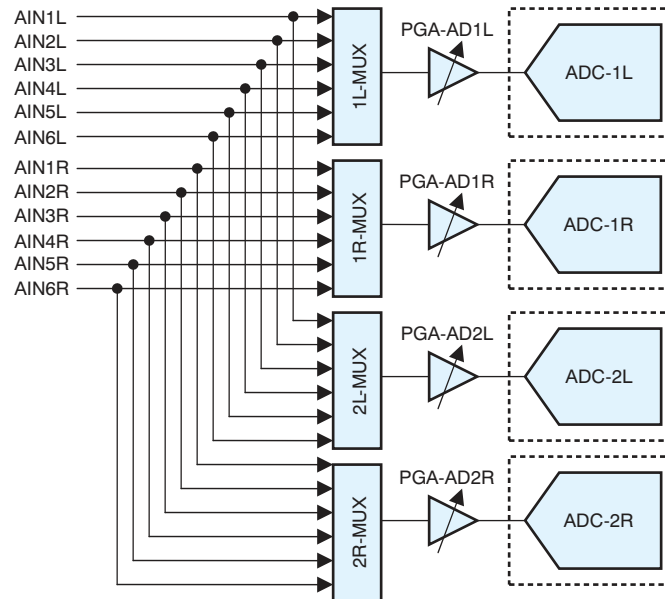 AIN1L
AIN2L
AIN3L
AIN4L
AIN5L
AIN6L
AIN1R
AIN2R
AIN3R
AIN4R
AIN5R
AIN6R
1L-MUX
PGA-AD1L
ADC-1L
1R-MUX
PGA-AD1R
ADC-1R
2L-MUX
PGA-AD2L
ADC-2L
2R-MUX
PGA-AD2R
ADC-2R